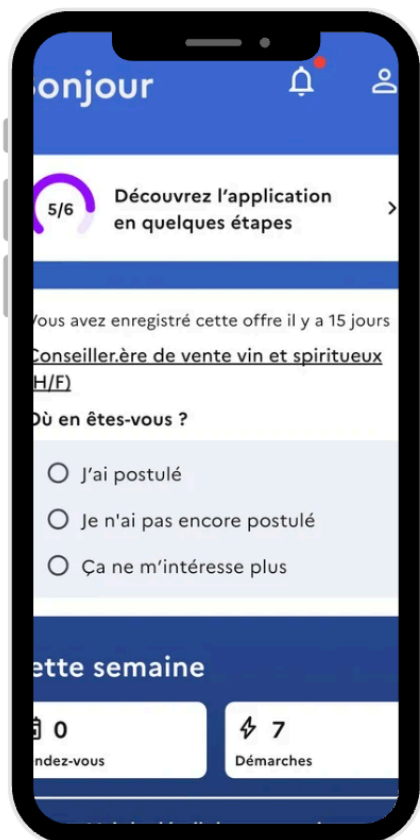 onjour
5/6
Découvrez l'application
en quelques étapes
Vous avez enregistré cette offre il y a 15 jours
Conseiller.ère de vente vin et spiritueux
H/F)
Où en êtes-vous ?
J'ai postulé
Je n'ai pas encore postulé
Ça ne m'intéresse plus
ette semaine
0
ndez-vous
7
Démarches